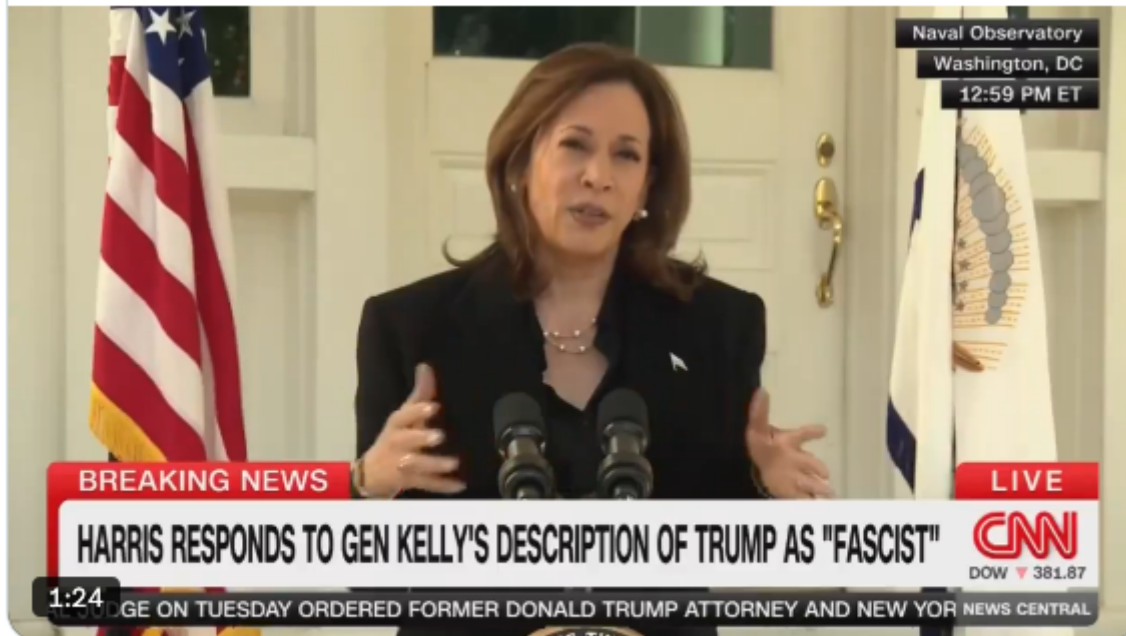 Naval Observatory
Washington, DC
12:59 PM ET
BREAKING NEWS
LIVE
HARRIS RESPONDS TO GEN KELLY'S DESCRIPTION OF TRUMP AS "FASCIST"
CNN
DOW ▼ 381.87
1:24
GE ON TUESDAY ORDERED FORMER DONALD TRUMP ATTORNEY AND NEW YOR
NEWS CENTRAL